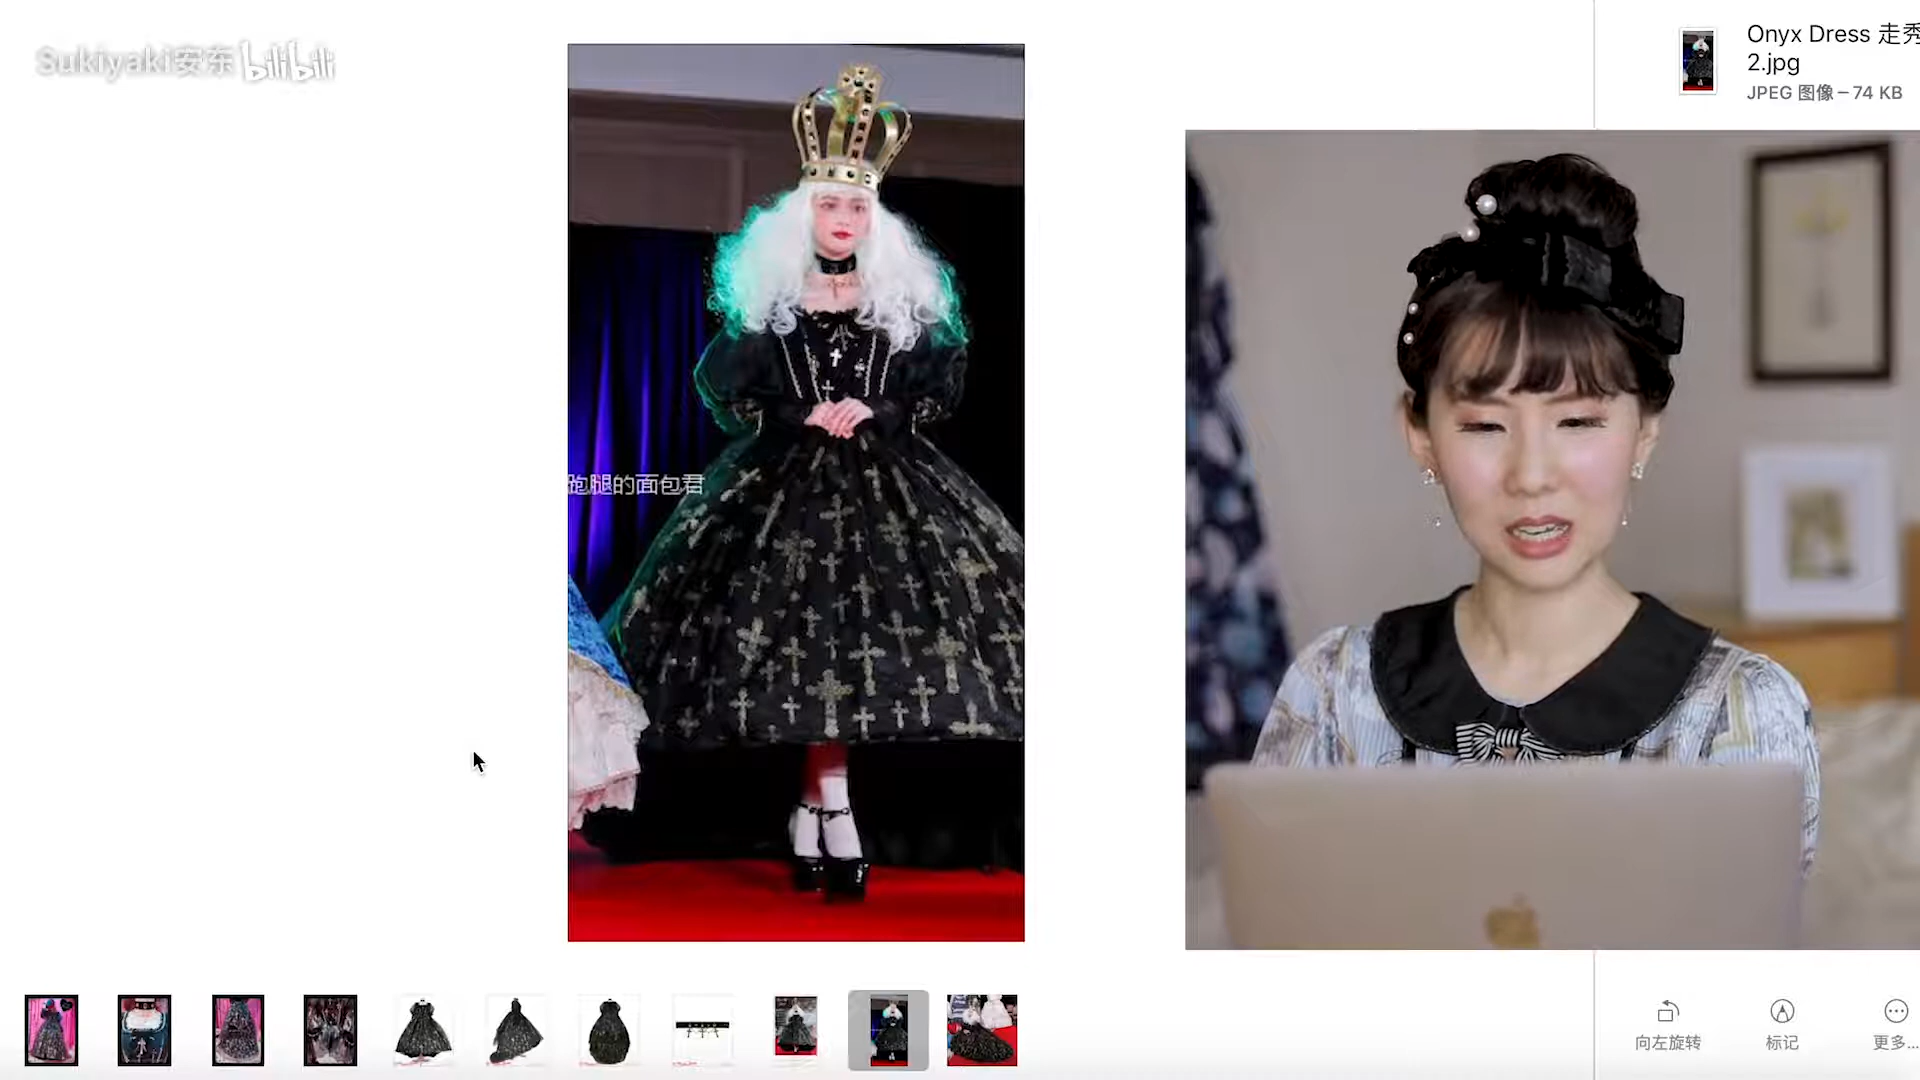 Sukiyaki安东 bilibili
Onyx Dress 走秀
2.jpg
JPEG 图像 – 74 KB
跑腿的面包君
向左旋转
标记
更多...